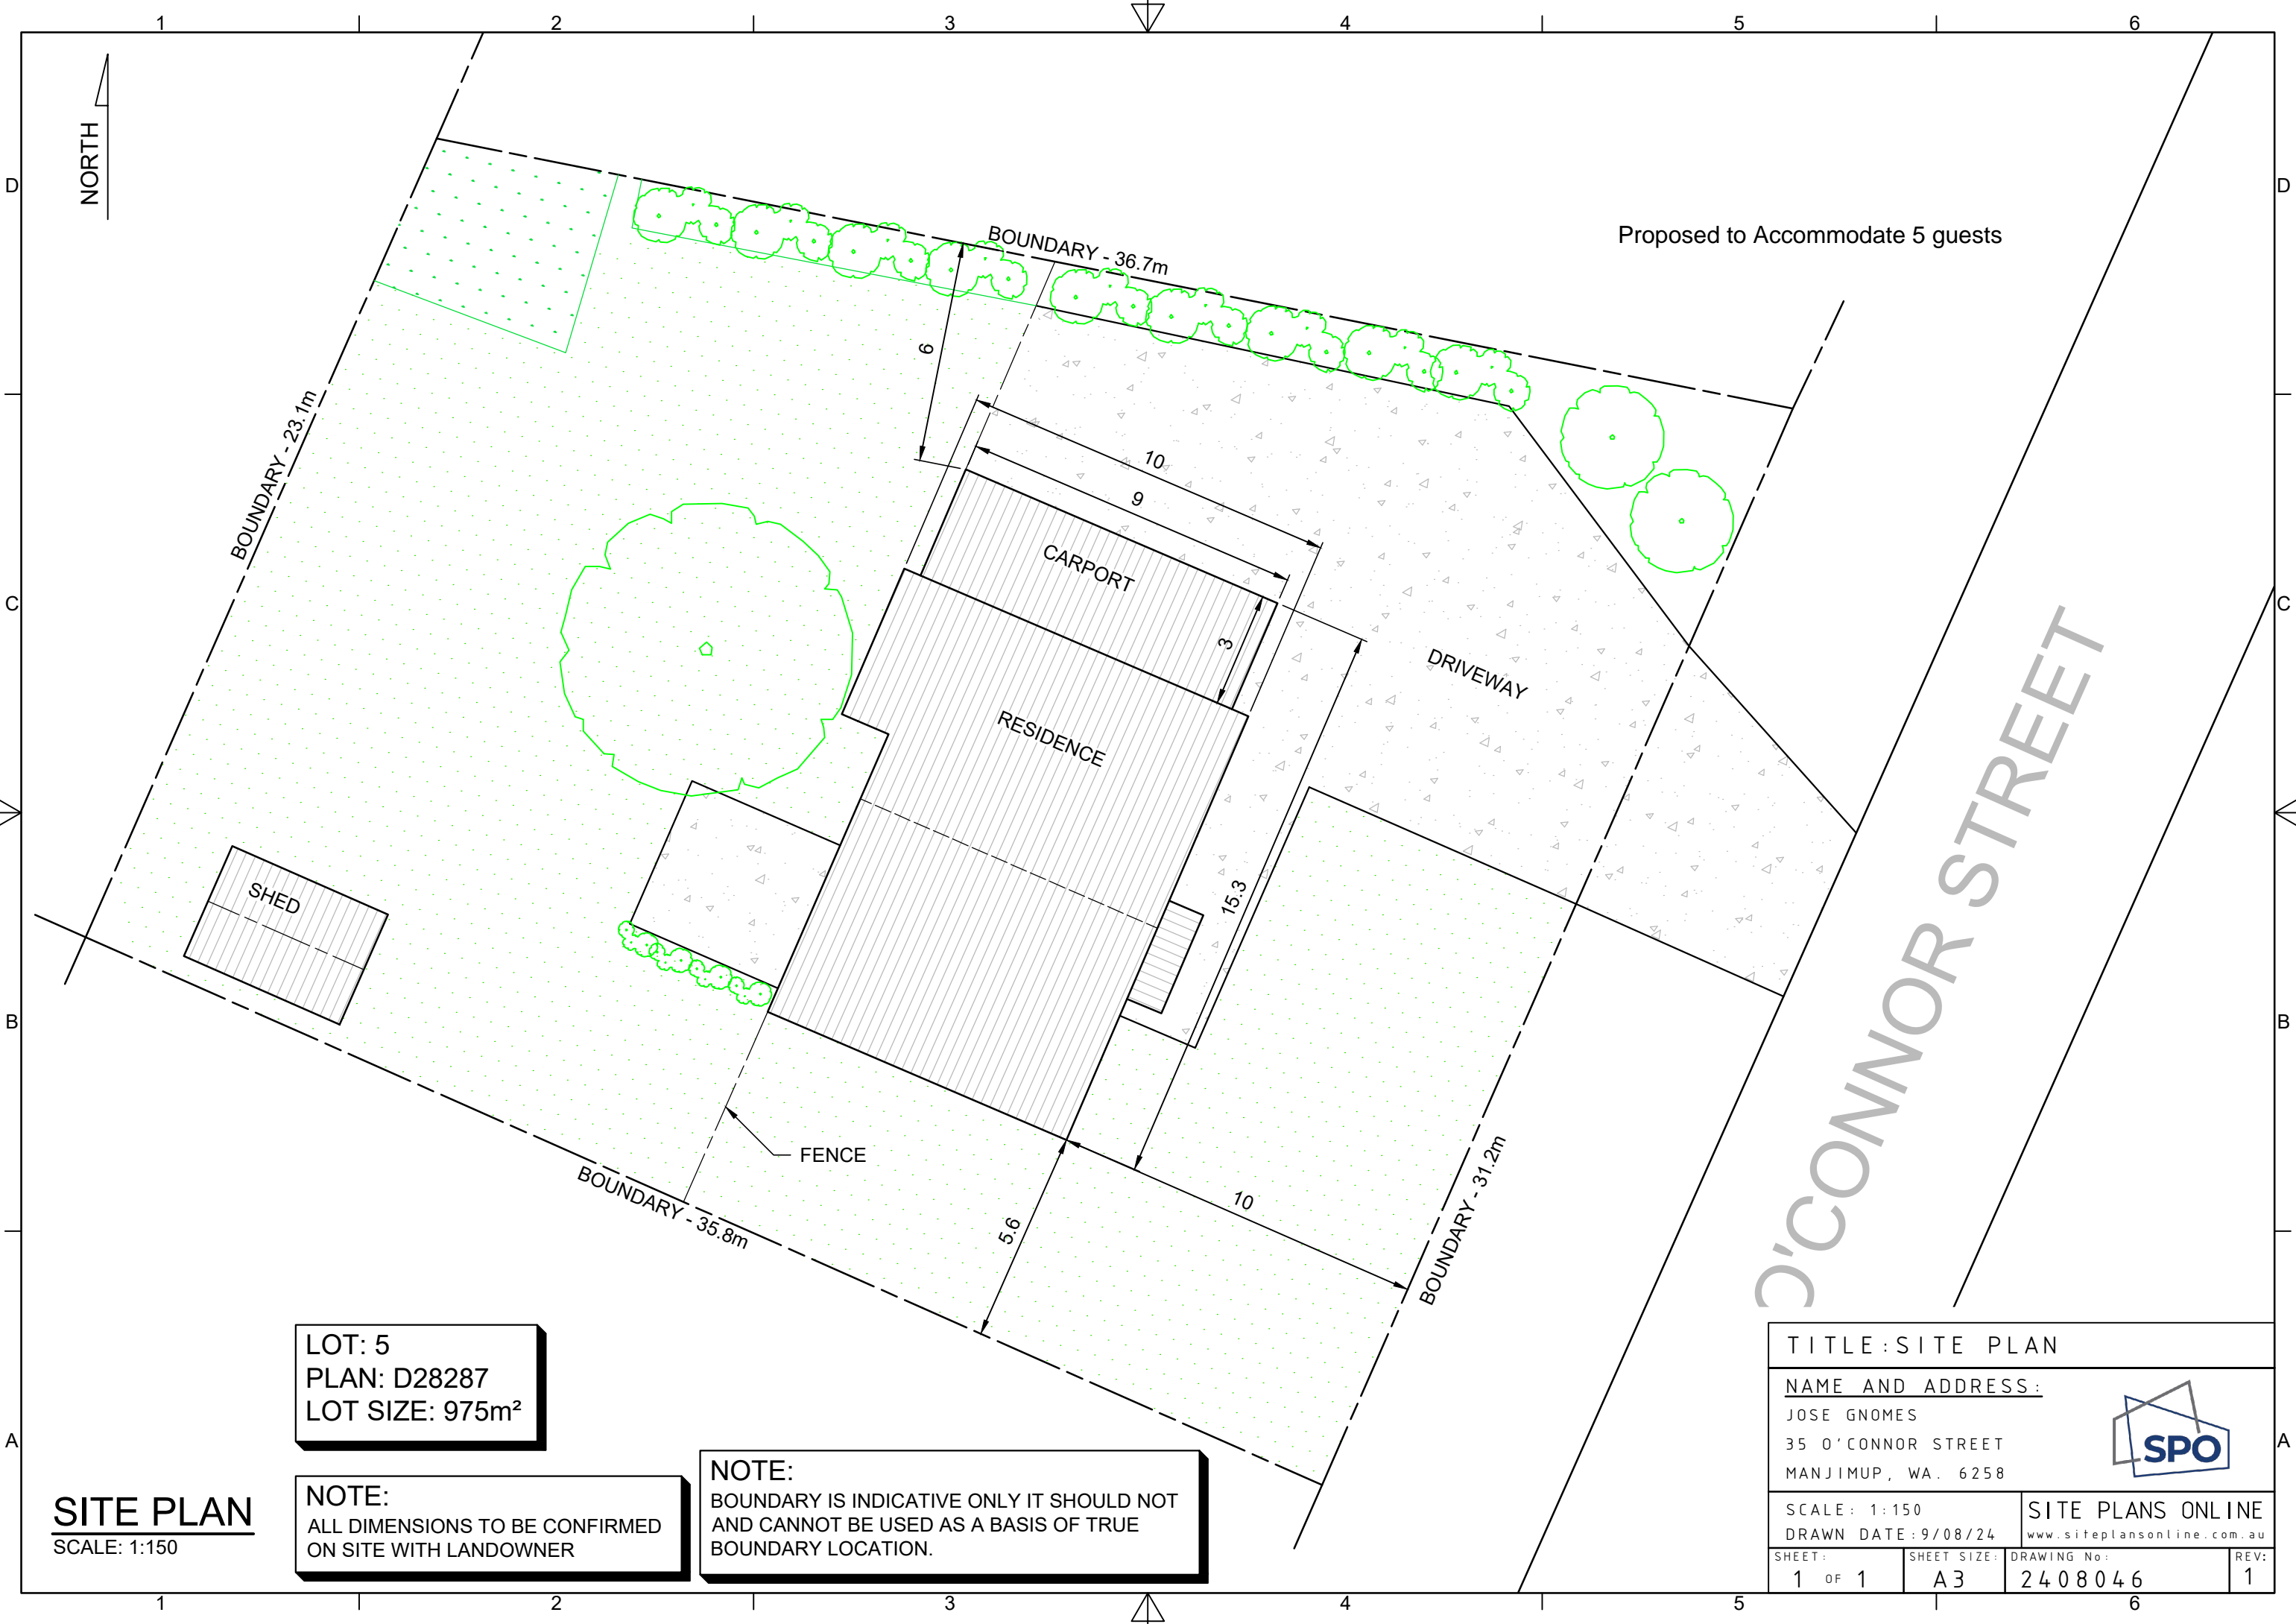 1 2 3 4 5 6
D D
C C
B B
A A
NORTH
Proposed to Accommodate 5 guests
BOUNDARY - 36.7m
BOUNDARY - 23.1m
6
10
9
CARPORT
3
DRIVEWAY
RESIDENCE
15.3
SHED
FENCE
BOUNDARY - 35.8m
5.6
10
BOUNDARY - 31.2m
O'CONNOR STREET
LOT: 5
PLAN: D28287
LOT SIZE: 975m²
SITE PLAN
SCALE: 1:150
NOTE:
ALL DIMENSIONS TO BE CONFIRMED
ON SITE WITH LANDOWNER
NOTE:
BOUNDARY IS INDICATIVE ONLY IT SHOULD NOT
AND CANNOT BE USED AS A BASIS OF TRUE
BOUNDARY LOCATION.
TITLE:SITE PLAN
NAME AND ADDRESS:
JOSE GNOMES
35 O'CONNOR STREET
MANJIMUP, WA. 6258
SPO
SCALE: 1:150
DRAWN DATE:9/08/24
SITE PLANS ONLINE
www.siteplansonline.com.au
SHEET:
1 OF 1
SHEET SIZE:
A3
DRAWING No:
2408046
REV:
1
1 2 3 4 5 6